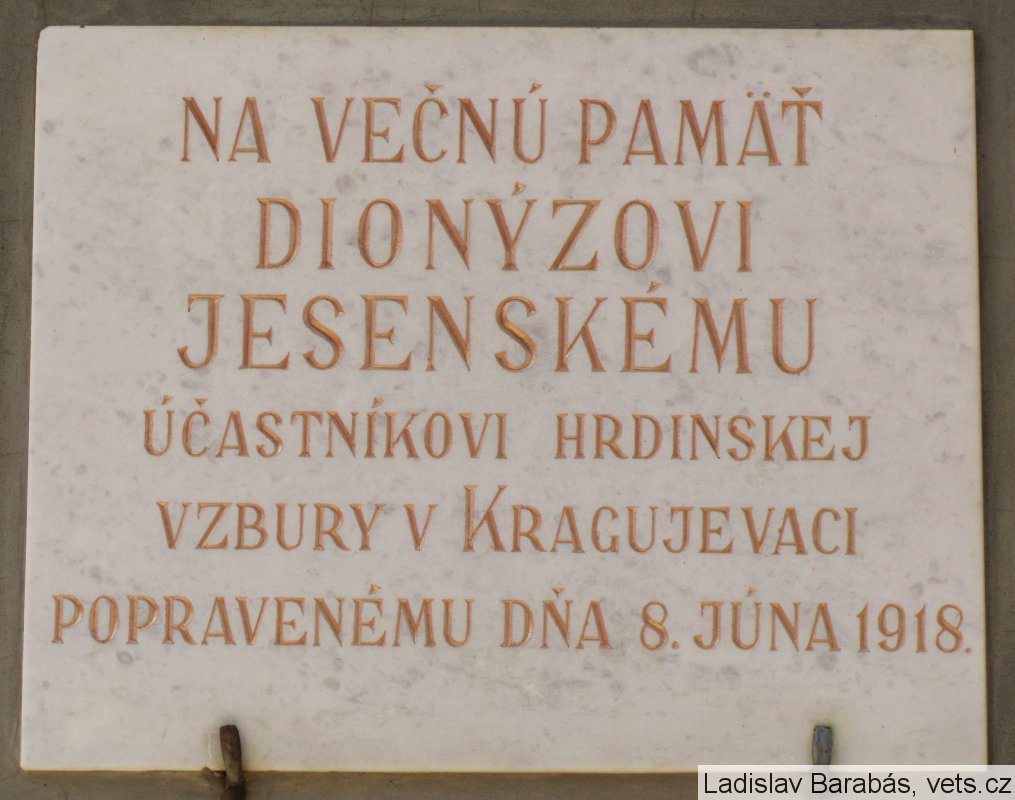 NA VEČNÚ PAMÄŤ
DIONÝZOVI
JESENSKÉMU
ÚČASTNÍKOVI HRDINSKEJ
VZBURY V KRAGUJEVACI
POPRAVENÉMU DŇA 8. JÚNA 1918.
Ladislav Barabás, vets.cz